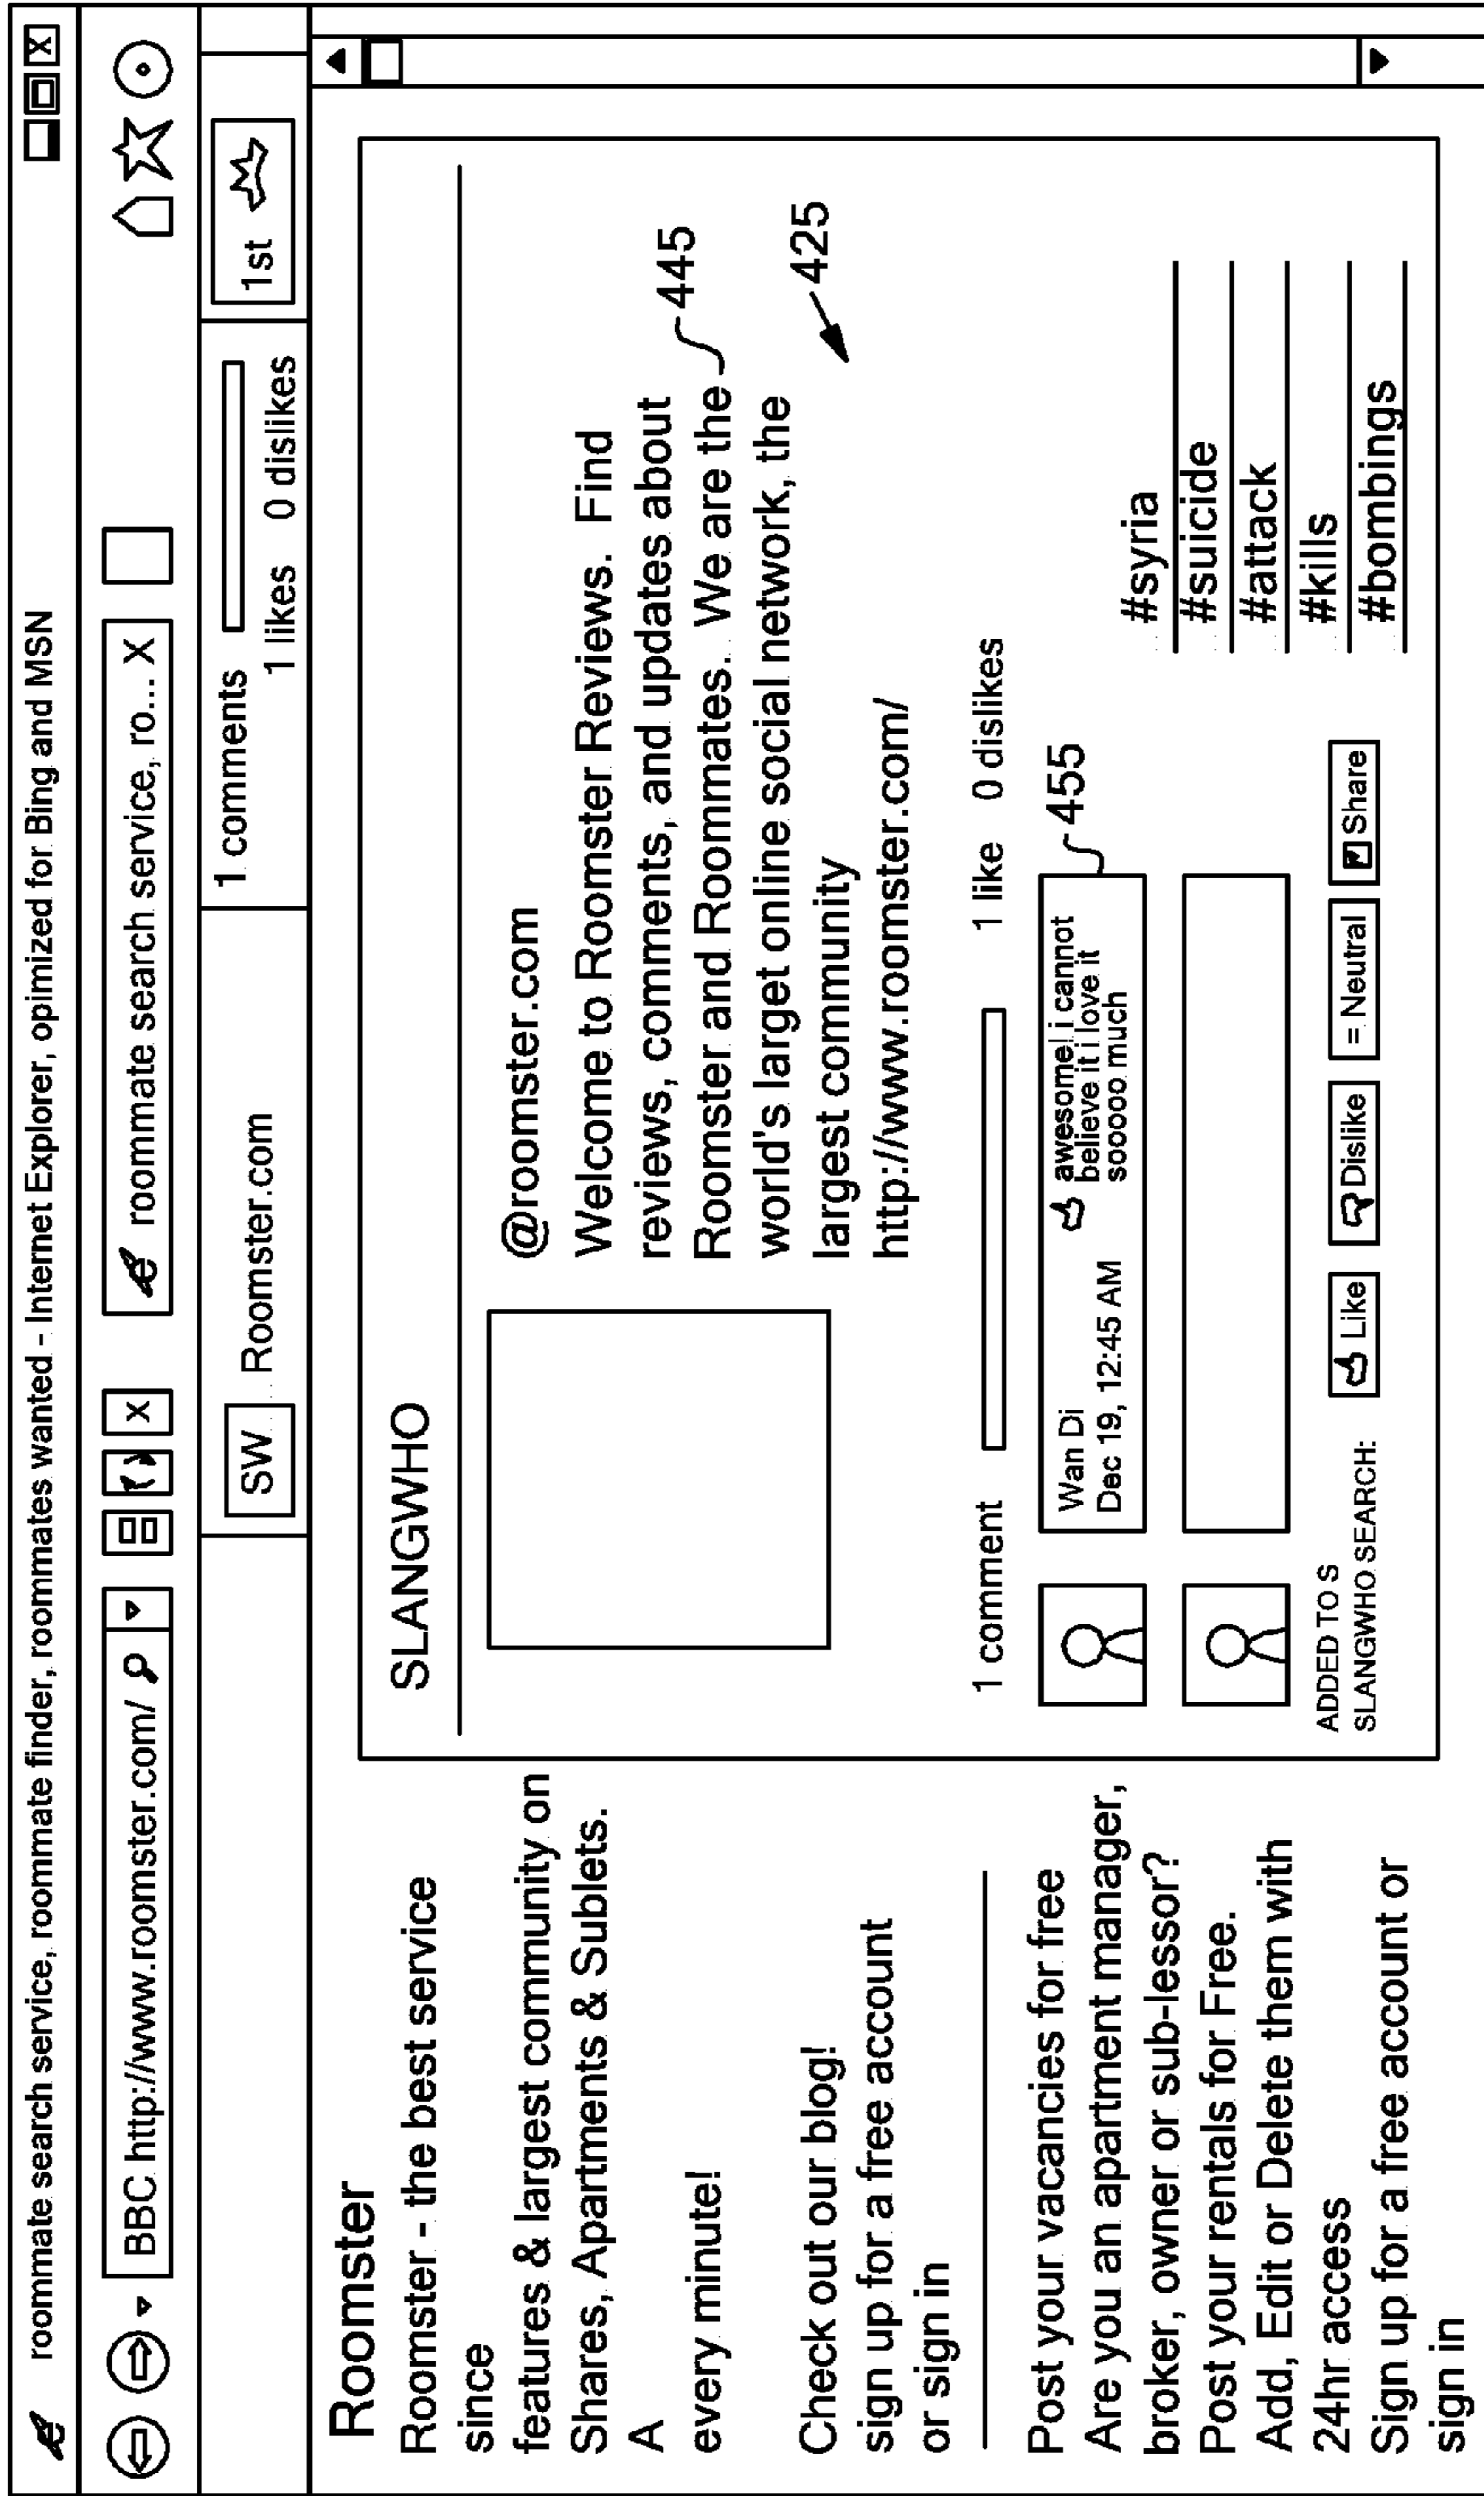 roommate search service, roommate finder, roommates wanted - Internet Explorer, opimized for Bing and MSN
BBC http://www.roomster.com/
X
roommate search service, ro... X
X
SW Roomster.com
1 comments
1 likes 0 dislikes
1st
Roomster
Roomster - the best service
since
features & largest community on
Shares, Apartments & Sublets.
A
every minute!
Check out our blog!
sign up for a free account
or sign in
Post your vacancies for free
Are you an apartment manager,
broker, owner or sub-lessor?
Post your rentals for Free.
Add, Edit or Delete them with
24hr access
Sign up for a free account or
sign in
SLANGWHO
@roomster.com
Welcome to Roomster Reviews. Find
reviews, comments, and updates about
Roomster and Roommates. We are the
world's larget online social network, the
largest community
http://www.roomster.com/
445
425
1 comment
1 like 0 dislikes
Wan Di
Dec 19, 12:45 AM
awesome! i cannot
believe it i love it
sooooo much
455
ADDED TO S
SLANGWHO SEARCH:
Like
Dislike
= Neutral
Share
#syria
#suicide
#attack
#kills
#bombings